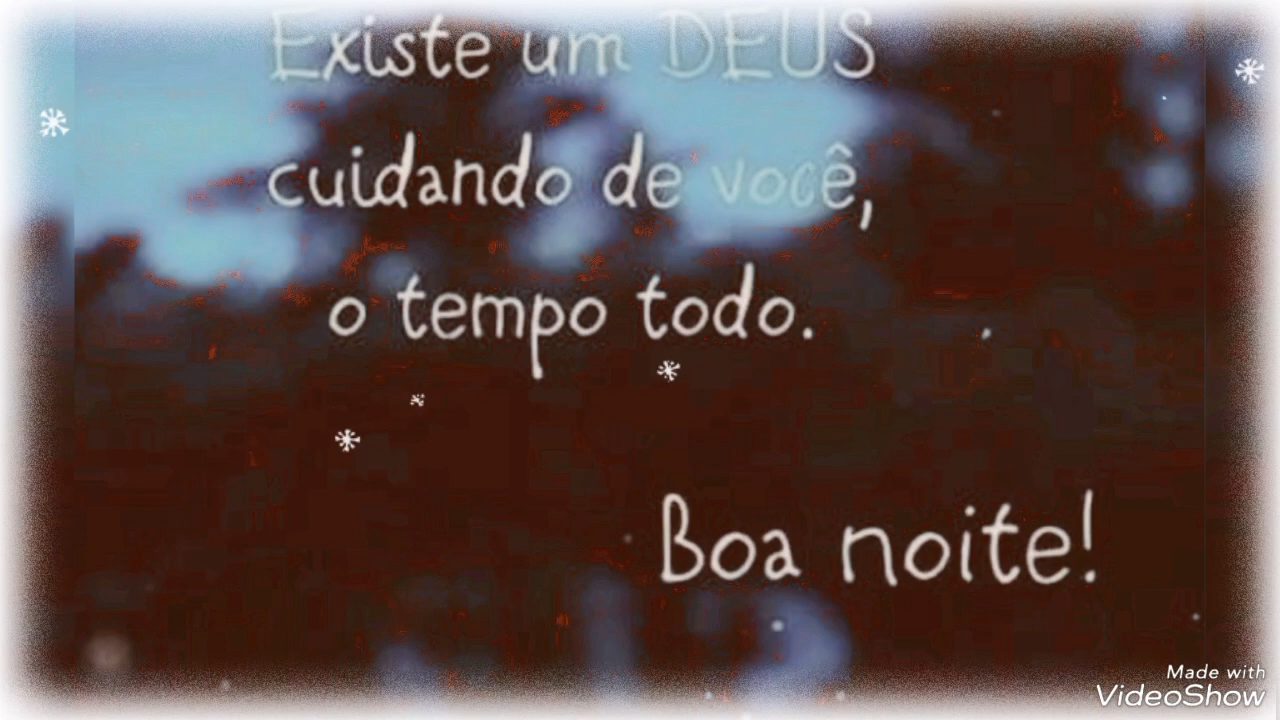 Existe um DEUS
cuidando de você,
o tempo todo.
Boa noite!
Made with
VideoShow